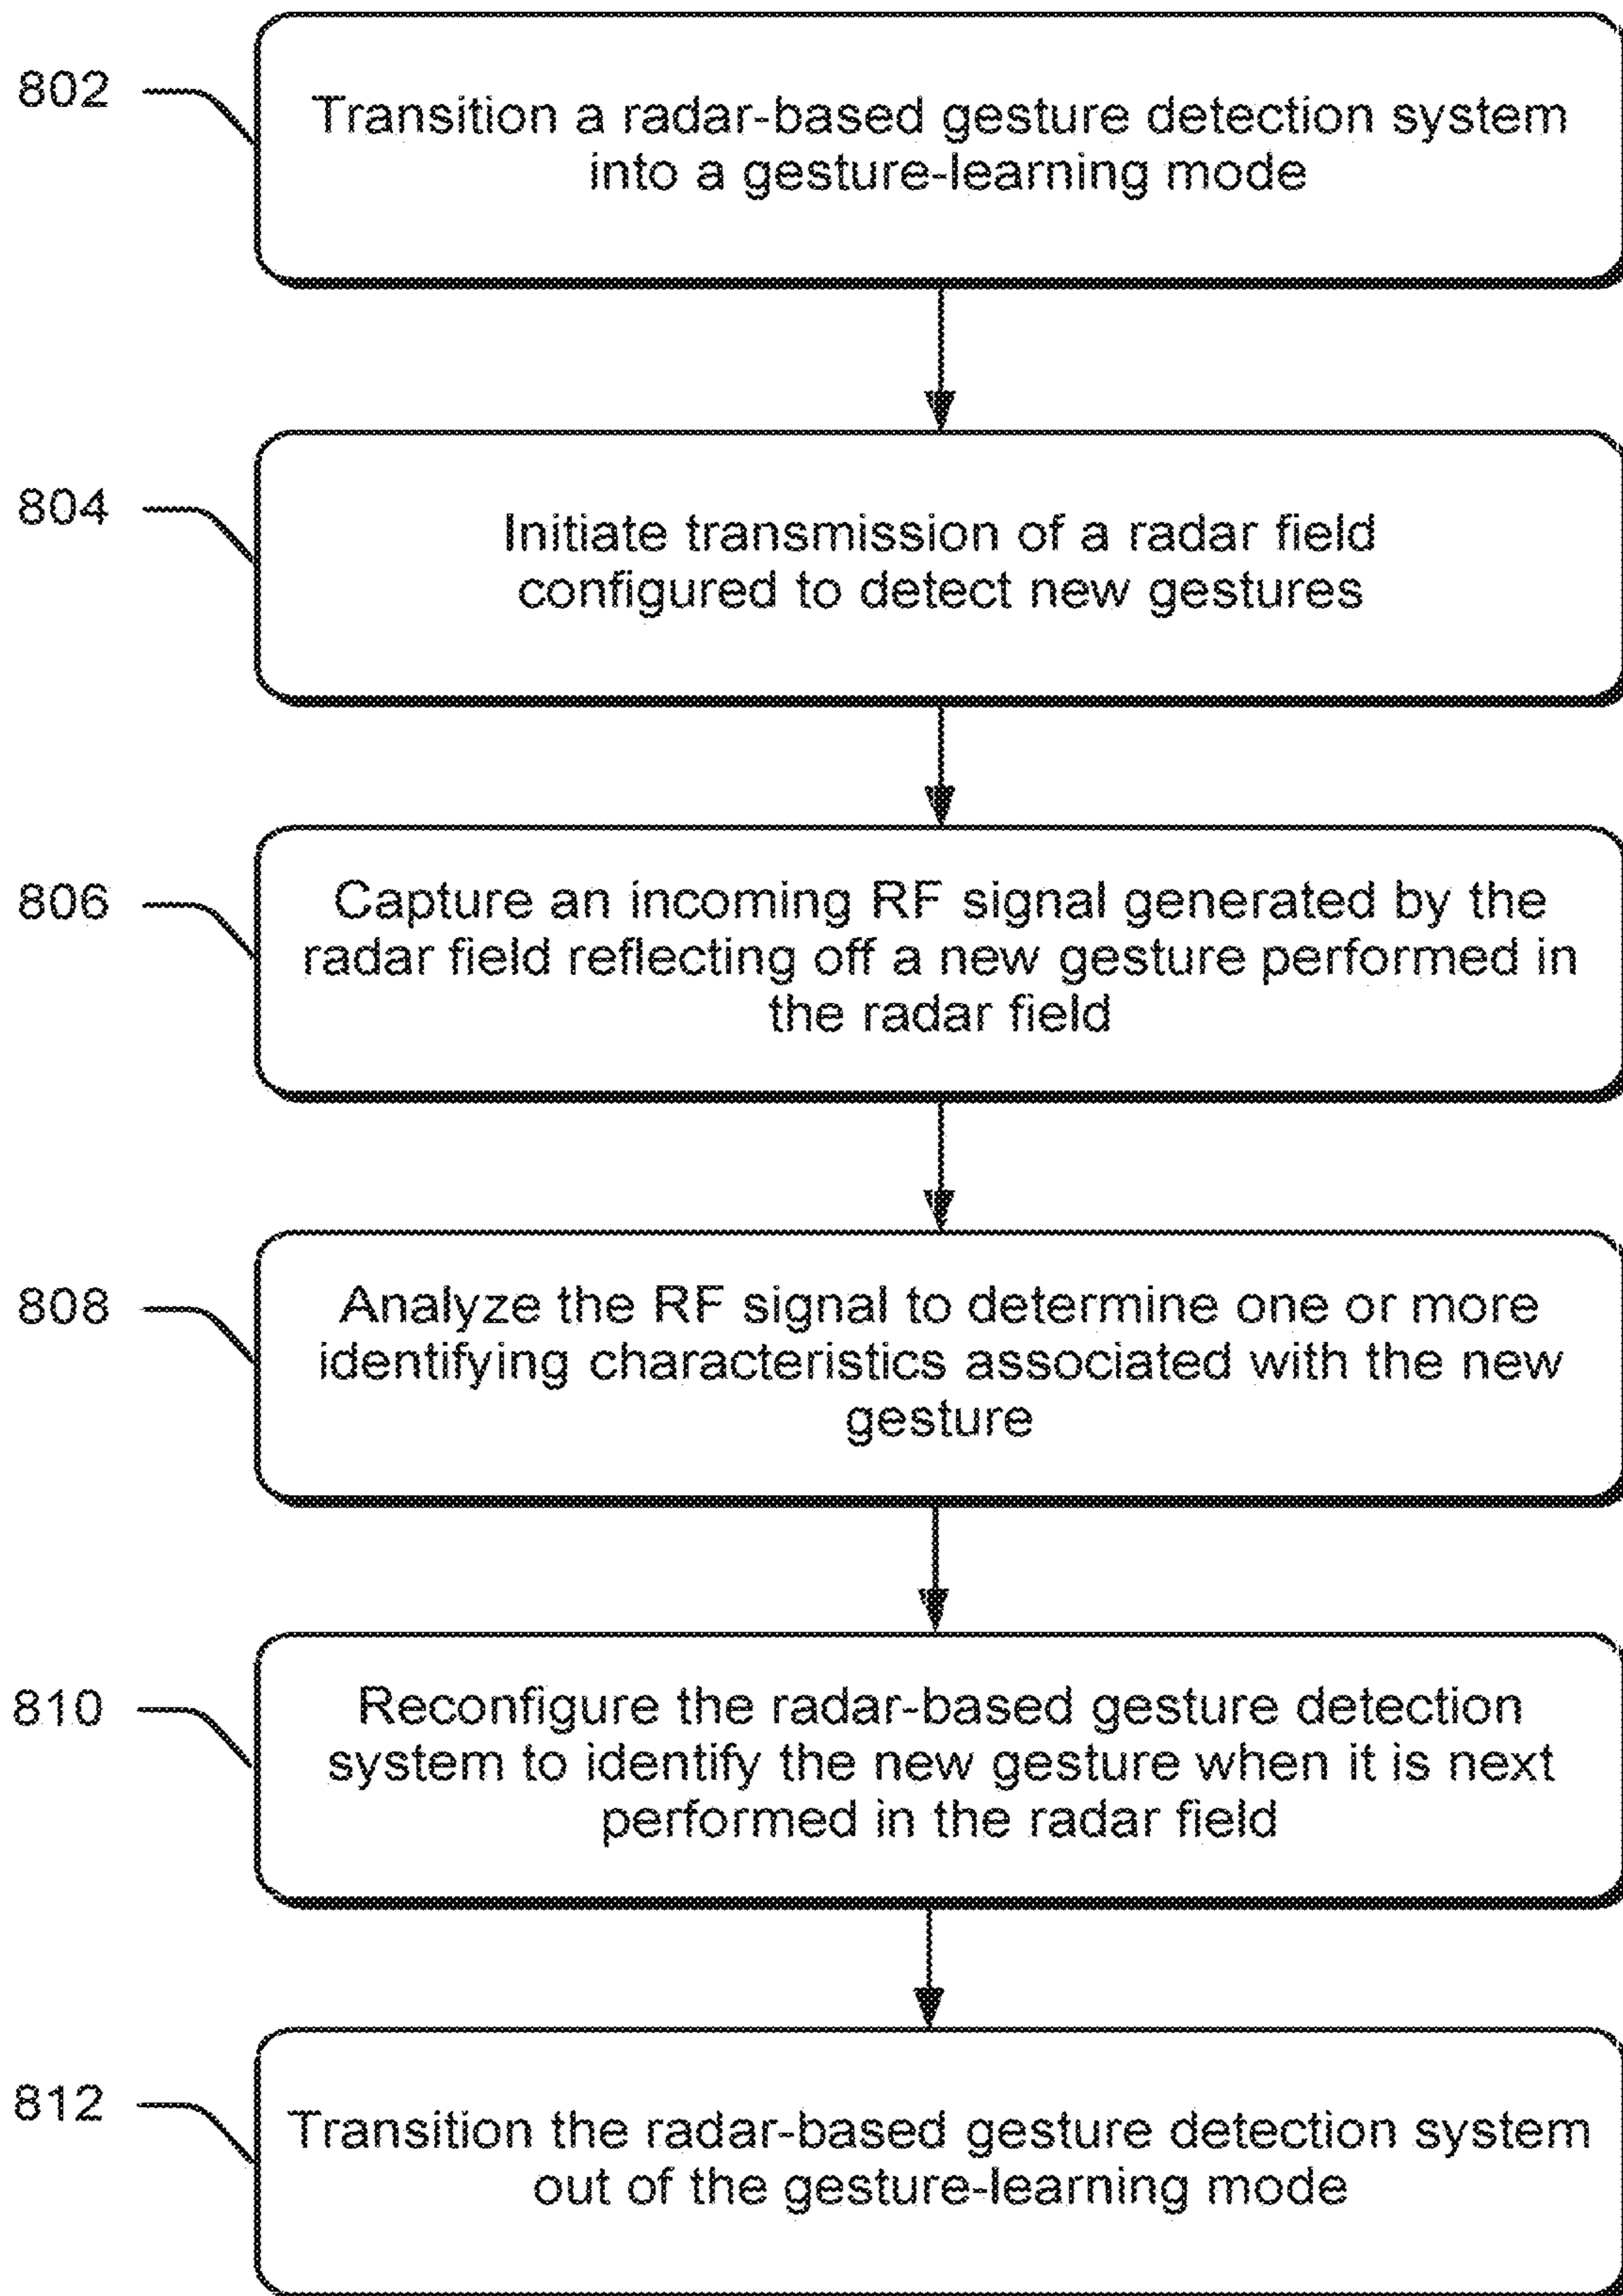 802
Transition a radar-based gesture detection system
into a gesture-learning mode
804
Initiate transmission of a radar field
configured to detect new gestures
806
Capture an incoming RF signal generated by the
radar field reflecting off a new gesture performed in
the radar field
808
Analyze the RF signal to determine one or more
identifying characteristics associated with the new
gesture
810
Reconfigure the radar-based gesture detection
system to identify the new gesture when it is next
performed in the radar field
812
Transition the radar-based gesture detection system
out of the gesture-learning mode